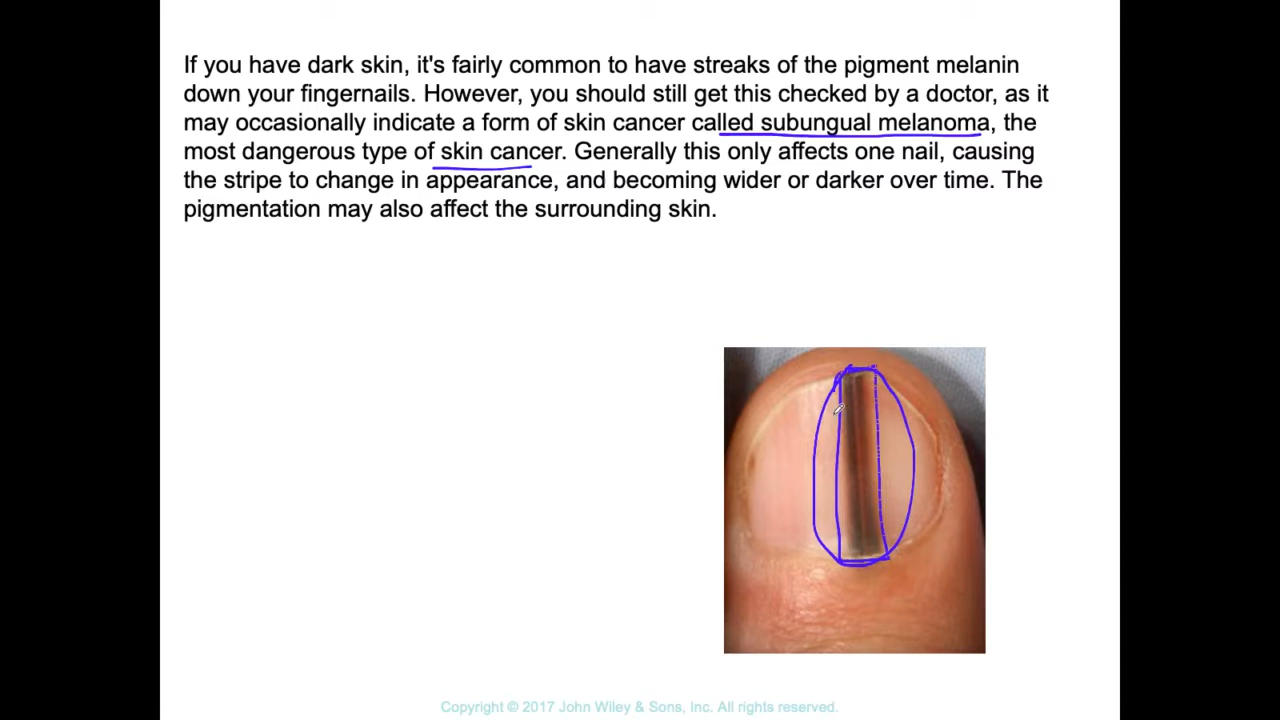 If you have dark skin, it's fairly common to have streaks of the pigment melanin
down your fingernails. However, you should still get this checked by a doctor, as it
may occasionally indicate a form of skin cancer called subungual melanoma, the
most dangerous type of skin cancer. Generally this only affects one nail, causing
the stripe to change in appearance, and becoming wider or darker over time. The
pigmentation may also affect the surrounding skin.
Copyright © 2017 John Wiley & Sons, Inc. All rights reserved.